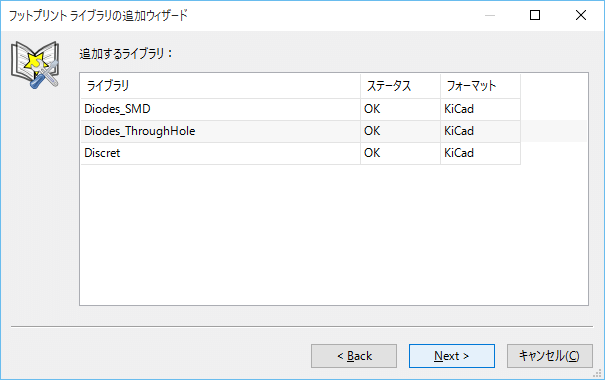 フットプリント ライブラリの追加ウィザード
追加するライブラリ：
ライブラリ ステータス フォーマット
Diodes_SMD OK KiCad
Diodes_ThroughHole OK KiCad
Discret OK KiCad
< Back Next > キャンセル(C)